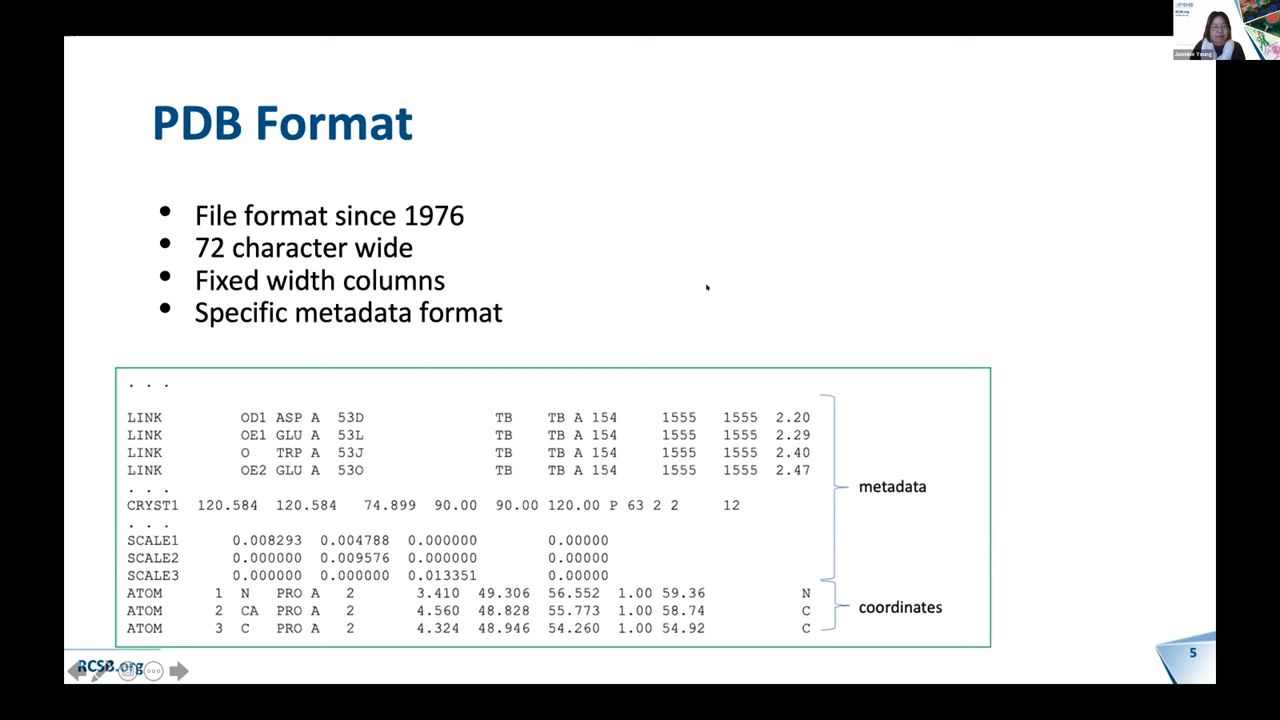 PDB
RCSB.org
Jasmine Young
PDB Format
• File format since 1976
• 72 character wide
• Fixed width columns
• Specific metadata format
. . .
LINK         OD1 ASP A  53D               TB    TB A 154     1555   1555  2.20
LINK         OE1 GLU A  53L               TB    TB A 154     1555   1555  2.29
LINK         O   TRP A  53J               TB    TB A 154     1555   1555  2.40
LINK         OE2 GLU A  53O               TB    TB A 154     1555   1555  2.47
. . .
CRYST1  120.584  120.584   74.899  90.00  90.00 120.00 P 63 2 2     12
. . .
SCALE1      0.008293  0.004788  0.000000        0.00000
SCALE2      0.000000  0.009576  0.000000        0.00000
SCALE3      0.000000  0.000000  0.013351        0.00000
ATOM      1  N   PRO A   2       3.410  49.306  56.552  1.00 59.36           N
ATOM      2  CA  PRO A   2       4.560  48.828  55.773  1.00 58.74           C
ATOM      3  C   PRO A   2       4.324  48.946  54.260  1.00 54.92           C
metadata
coordinates
RCSB.org
5